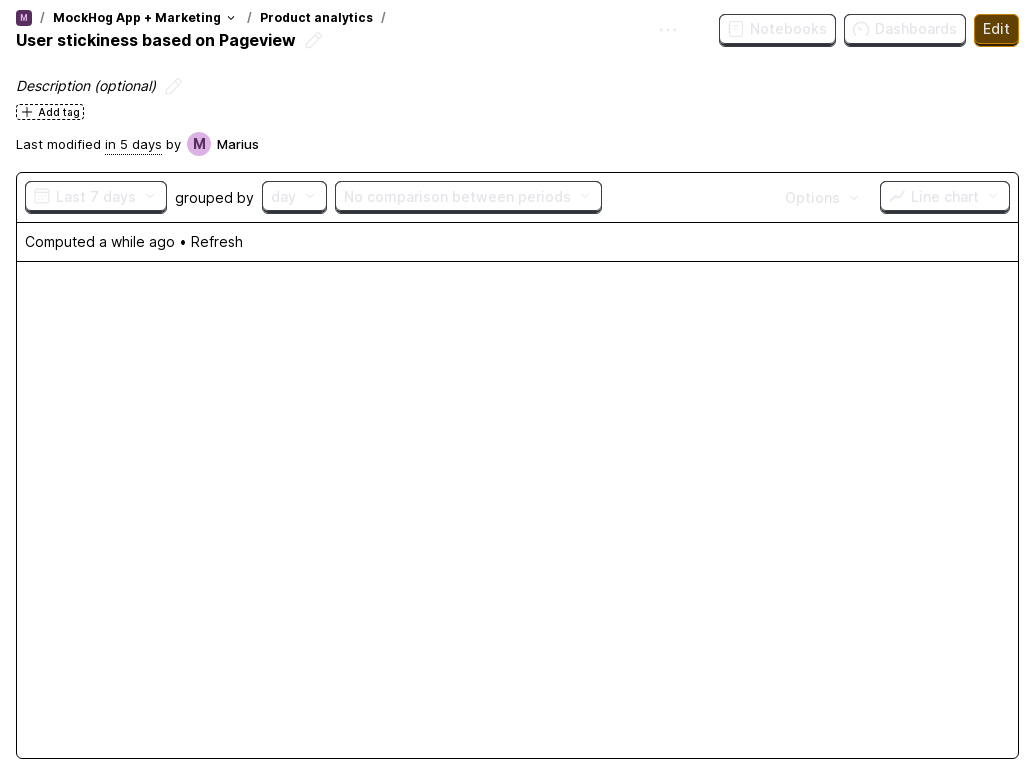 M / MockHog App + Marketing / Product analytics /
User stickiness based on Pageview
Notebooks Dashboards Edit
Description (optional)
Add tag
Last modified in 5 days by M Marius
Last 7 days grouped by day No comparison between periods Options Line chart
Computed a while ago • Refresh